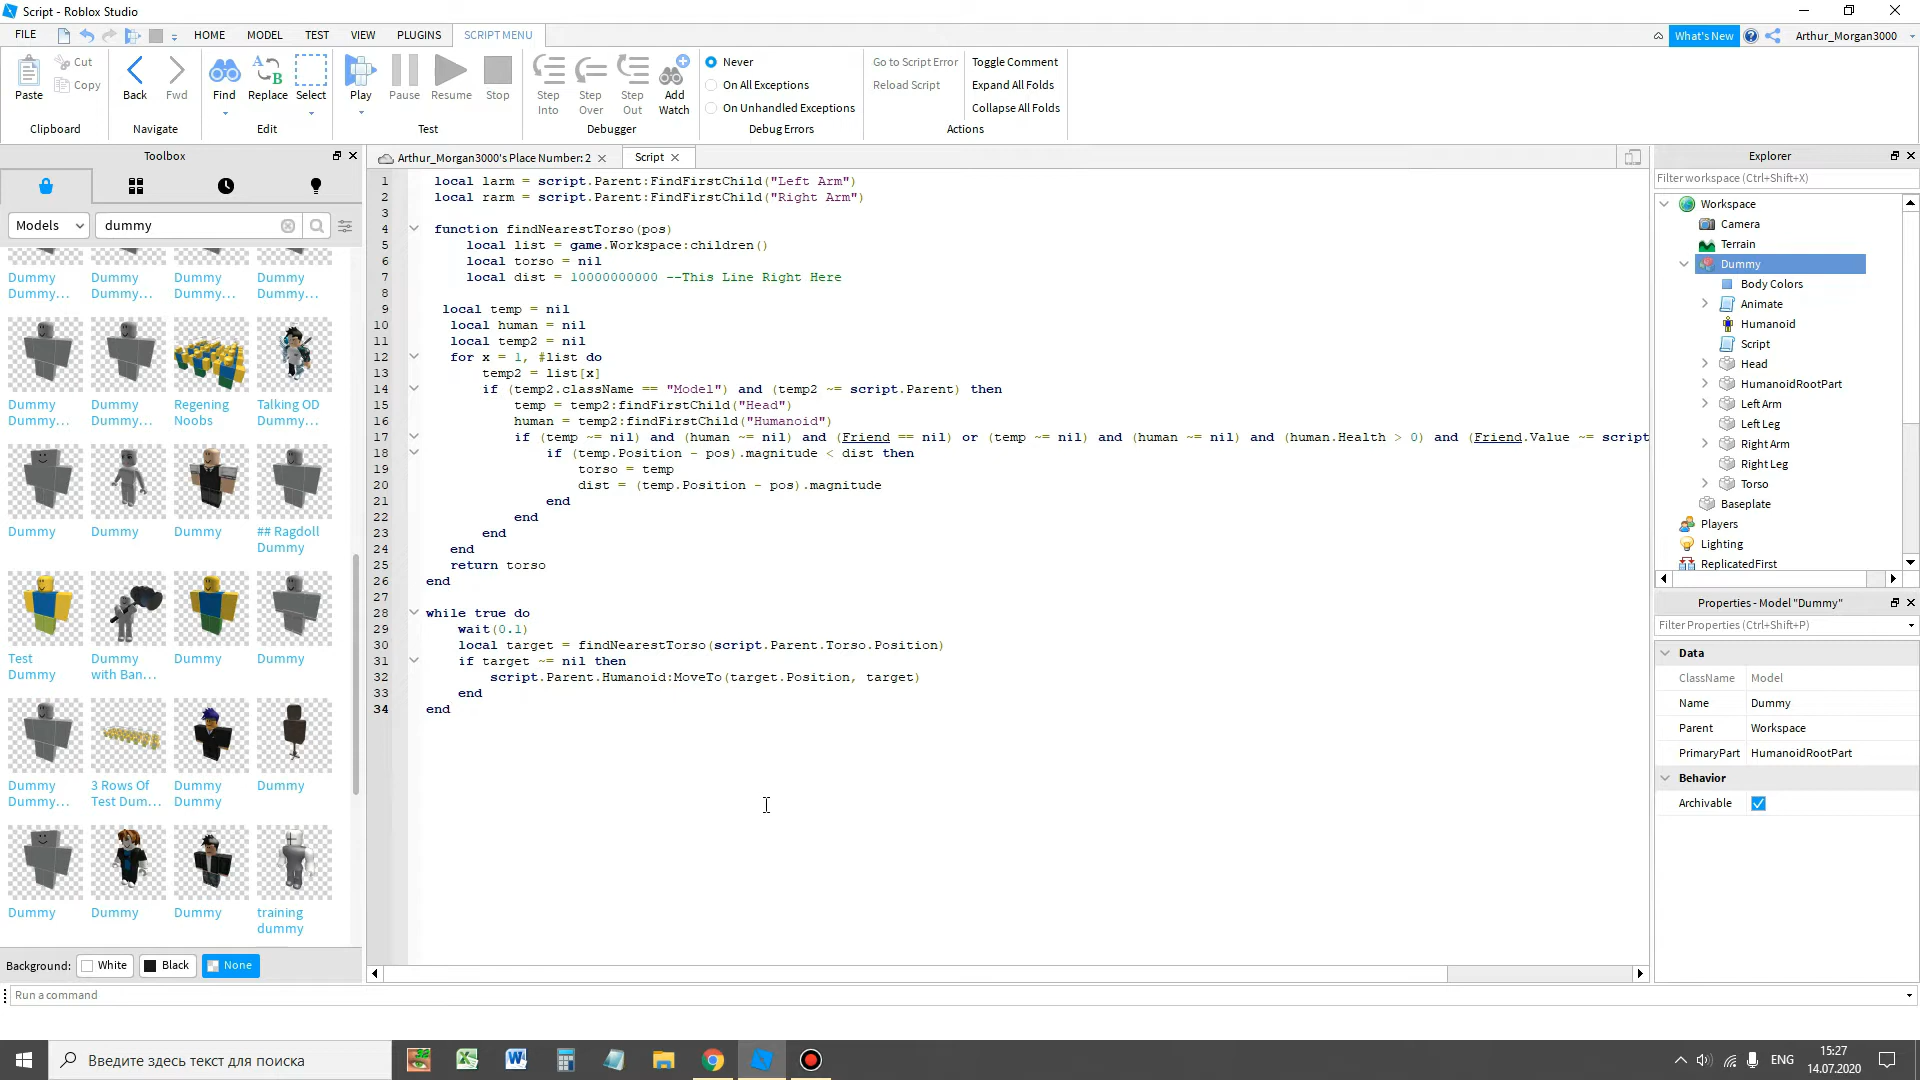 Script - Roblox Studio
FILE HOME MODEL TEST VIEW PLUGINS SCRIPT MENU What's New Arthur_Morgan3000
Paste Cut Copy Back Fwd Find Replace Select Play Pause Resume Stop Step Into Step Over Step Out Add Watch
Never
On All Exceptions
On Unhandled Exceptions
Go to Script Error
Reload Script
Toggle Comment
Expand All Folds
Collapse All Folds
Clipboard Navigate Edit Test Debugger Debug Errors Actions
Toolbox
Models dummy
Dummy Dummy... Dummy Dummy... Dummy Dummy... Dummy Dummy...
Dummy Dummy... Dummy Dummy... Regening Noobs Talking OD Dummy...
Dummy Dummy Dummy ## Ragdoll Dummy
Test Dummy Dummy with Ban... Dummy Dummy
Dummy Dummy... 3 Rows Of Test Dum... Dummy Dummy Dummy
Dummy Dummy Dummy training dummy
Background: White Black None
Arthur_Morgan3000's Place Number: 2 Script
1 local larm = script.Parent:FindFirstChild("Left Arm")
2 local rarm = script.Parent:FindFirstChild("Right Arm")
3
4 function findNearestTorso(pos)
5 local list = game.Workspace:children()
6 local torso = nil
7 local dist = 10000000000 --This Line Right Here
8
9 local temp = nil
10 local human = nil
11 local temp2 = nil
12 for x = 1, #list do
13 temp2 = list[x]
14 if (temp2.className == "Model") and (temp2 ~= script.Parent) then
15 temp = temp2:findFirstChild("Head")
16 human = temp2:findFirstChild("Humanoid")
17 if (temp ~= nil) and (human ~= nil) and (Friend == nil) or (temp ~= nil) and (human ~= nil) and (human.Health > 0) and (Friend.Value ~= script
18 if (temp.Position - pos).magnitude < dist then
19 torso = temp
20 dist = (temp.Position - pos).magnitude
21 end
22 end
23 end
24 end
25 return torso
26 end
27
28 while true do
29 wait(0.1)
30 local target = findNearestTorso(script.Parent.Torso.Position)
31 if target ~= nil then
32 script.Parent.Humanoid:MoveTo(target.Position, target)
33 end
34 end
Explorer
Filter workspace (Ctrl+Shift+X)
Workspace
Camera
Terrain
Dummy
Body Colors
Animate
Humanoid
Script
Head
HumanoidRootPart
Left Arm
Left Leg
Right Arm
Right Leg
Torso
Baseplate
Players
Lighting
ReplicatedFirst
Properties - Model "Dummy"
Filter Properties (Ctrl+Shift+P)
Data
ClassName Model
Name Dummy
Parent Workspace
PrimaryPart HumanoidRootPart
Behavior
Archivable
Run a command
Введите здесь текст для поиска
ENG
15:27
14.07.2020